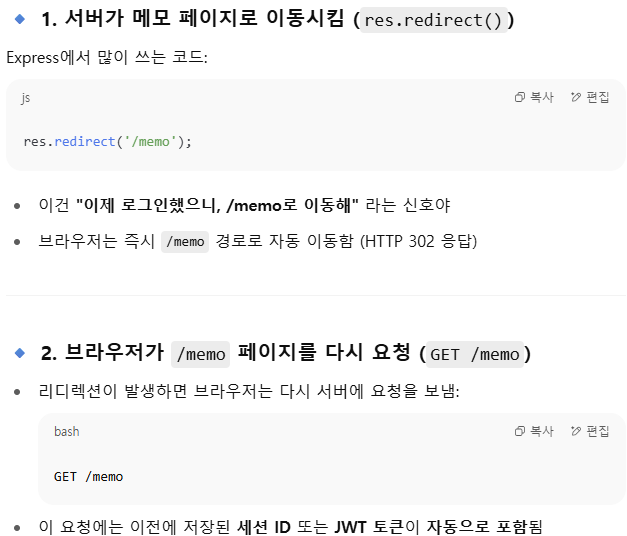 1. 서버가 메모 페이지로 이동시킴 (res.redirect())
Express에서 많이 쓰는 코드:
js
복사
편집
res.redirect('/memo');
이건 "이제 로그인했으니, /memo로 이동해" 라는 신호야
브라우저는 즉시 /memo 경로로 자동 이동함 (HTTP 302 응답)
2. 브라우저가 /memo 페이지를 다시 요청 (GET /memo)
리디렉션이 발생하면 브라우저는 다시 서버에 요청을 보냄:
bash
복사
편집
GET /memo
이 요청에는 이전에 저장된 세션 ID 또는 JWT 토큰이 자동으로 포함됨